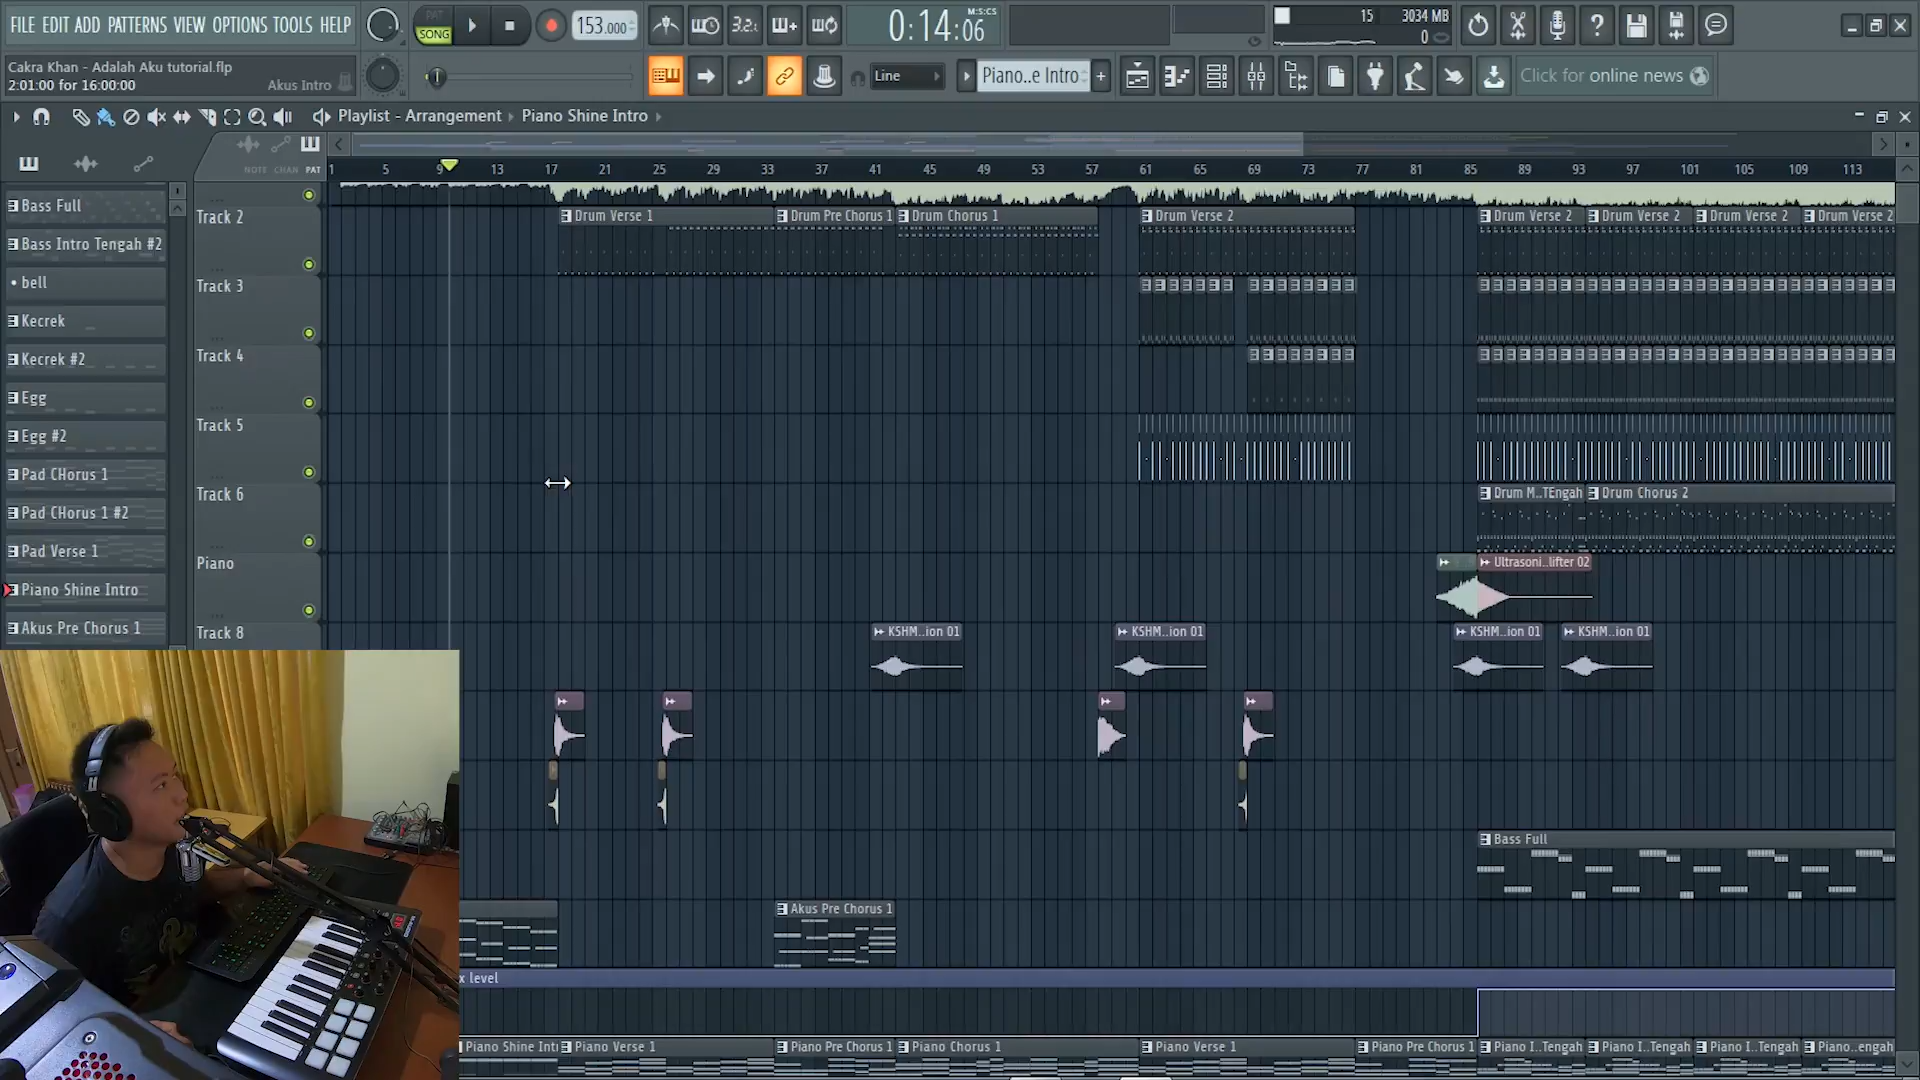 FILE EDIT ADD PATTERNS VIEW OPTIONS TOOLS HELP
PAT
SONG
153.000
3.2.
0:14:06
M:S:CS
15
3034 MB
0
Cakra Khan - Adalah Aku tutorial.flp
2:01:00 for 16:00:00
Akus Intro
Line
Piano..e Intro
+
Click for online news
Playlist - Arrangement
Piano Shine Intro
NOTE CHAN PAT
1 5 9 13 17 21 25 29 33 37 41 45 49 53 57 61 65 69 73 77 81 85 89 93 97 101 105 109 113
Bass Full
Bass Intro Tengah #2
bell
Kecrek
Kecrek #2
Egg
Egg #2
Pad CHorus 1
Pad CHorus 1 #2
Pad Verse 1
Piano Shine Intro
Akus Pre Chorus 1
Track 2
Drum Verse 1
Drum Pre Chorus 1
Drum Chorus 1
Drum Verse 2
Drum Verse 2
Drum Verse 2
Drum Verse 2
Drum Verse 2
Track 3
Track 4
Track 5
Track 6
Drum M..TEngah
Drum Chorus 2
Piano
Ultrasoni..lifter 02
Track 8
KSHM..ion 01
KSHM..ion 01
KSHM..ion 01
KSHM..ion 01
Bass Full
Akus Pre Chorus 1
x level
Piano Shine Int
Piano Verse 1
Piano Pre Chorus 1
Piano Chorus 1
Piano Verse 1
Piano Pre Chorus 1
Piano I..Tengah
Piano I..Tengah
Piano I..Tengah
Piano..engah